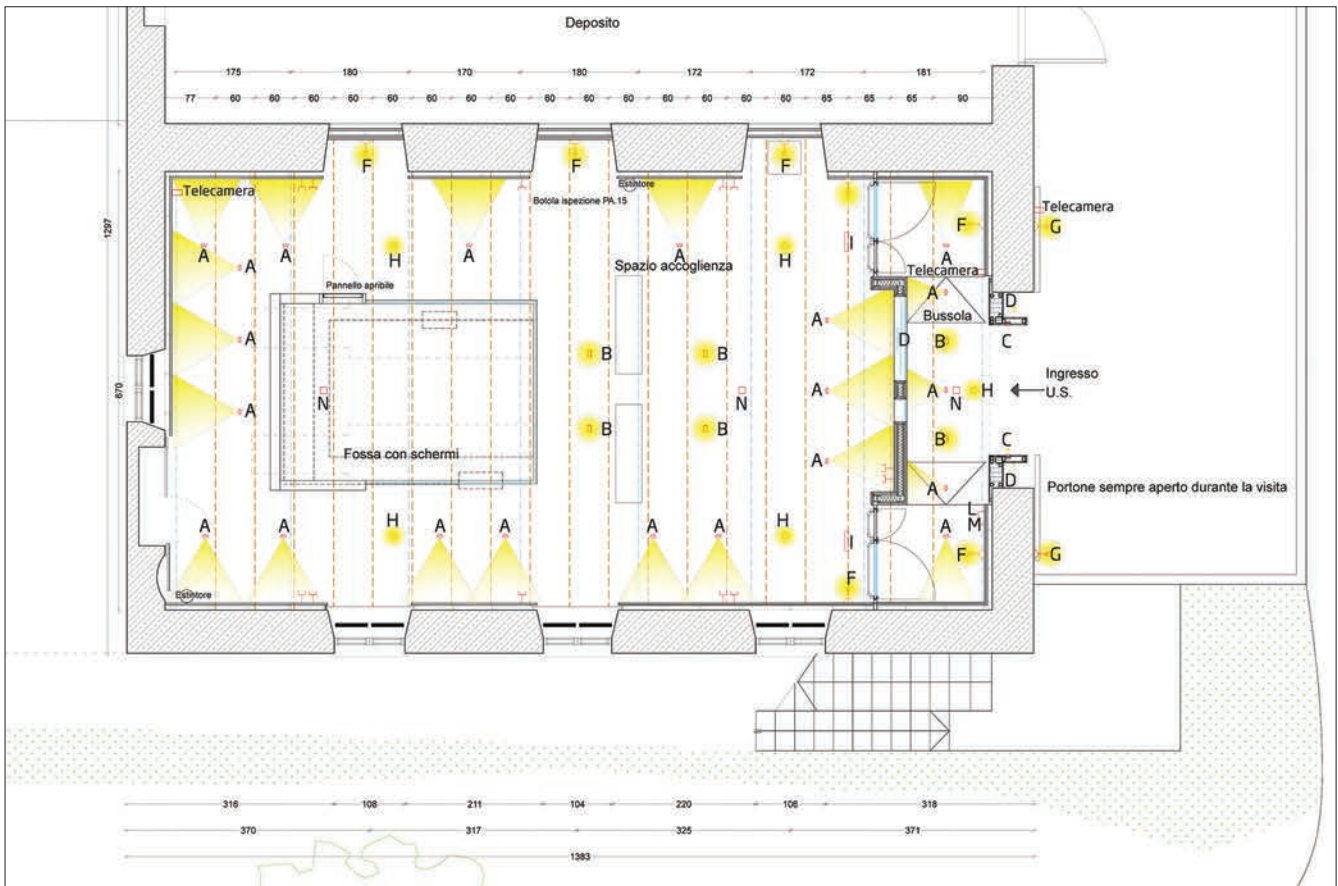 Deposito
175 180 170 180 172 172 181
77 60 60 60 60 60 60 60 60 60 60 60 60 60 60 60 65 65 65 90
F F F
Telecamera
Estintore
Botola ispezione PA.15
Telecamera
F G
A A H A A H I A
Spazio accoglienza
A
Telecamera
1297
Pannello apribile
A D
Bussola
A A D B C
B B
A A A N H
Ingresso
U.S.
670
N N
A
B B B C
Fossa con schermi
A
A D
Portone sempre aperto durante la visita
L
M
A A H A A A A H I A
F G
F
Estintore
316 108 211 104 220 106 318
370 317 325 371
1383